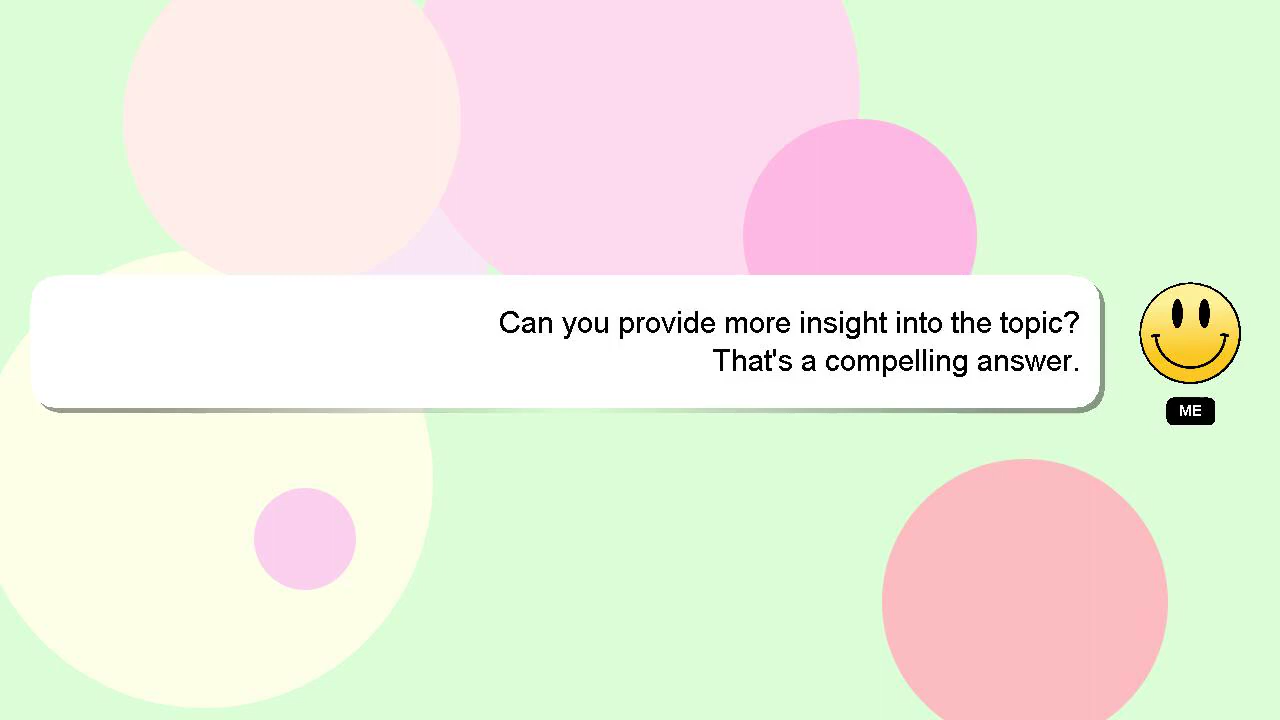 Can you provide more insight into the topic?
That's a compelling answer.
ME